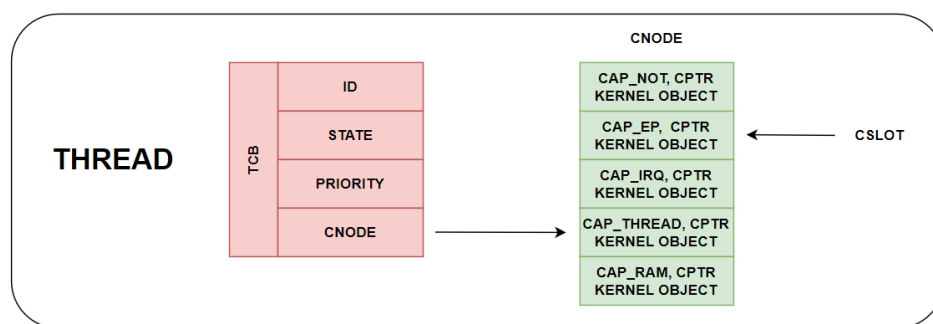 THREAD
TCB
ID
STATE
PRIORITY
CNODE
CNODE
CAP_NOT, CPTR
KERNEL OBJECT
CAP_EP, CPTR
KERNEL OBJECT
CAP_IRQ, CPTR
KERNEL OBJECT
CAP_THREAD, CPTR
KERNEL OBJECT
CAP_RAM, CPTR
KERNEL OBJECT
CSLOT